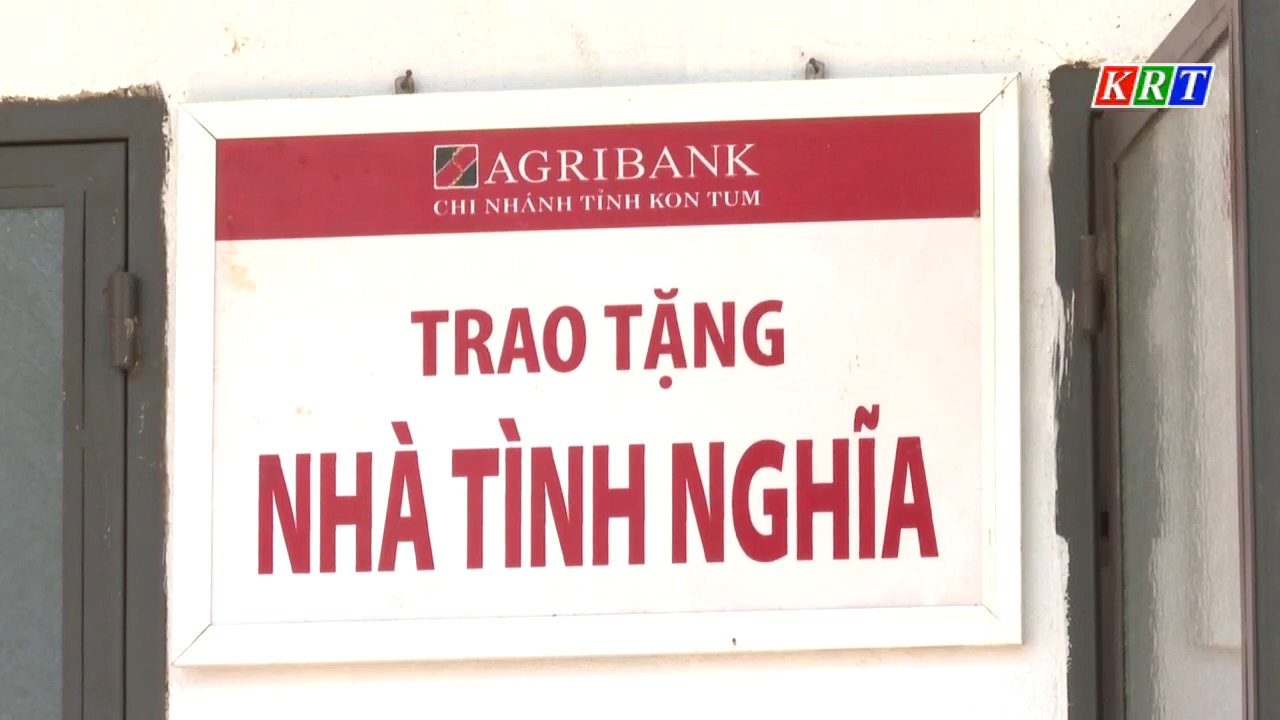 KRT
AGRIBANK
CHI NHÁNH TỈNH KON TUM
TRAO TẶNG
NHÀ TÌNH NGHĨA